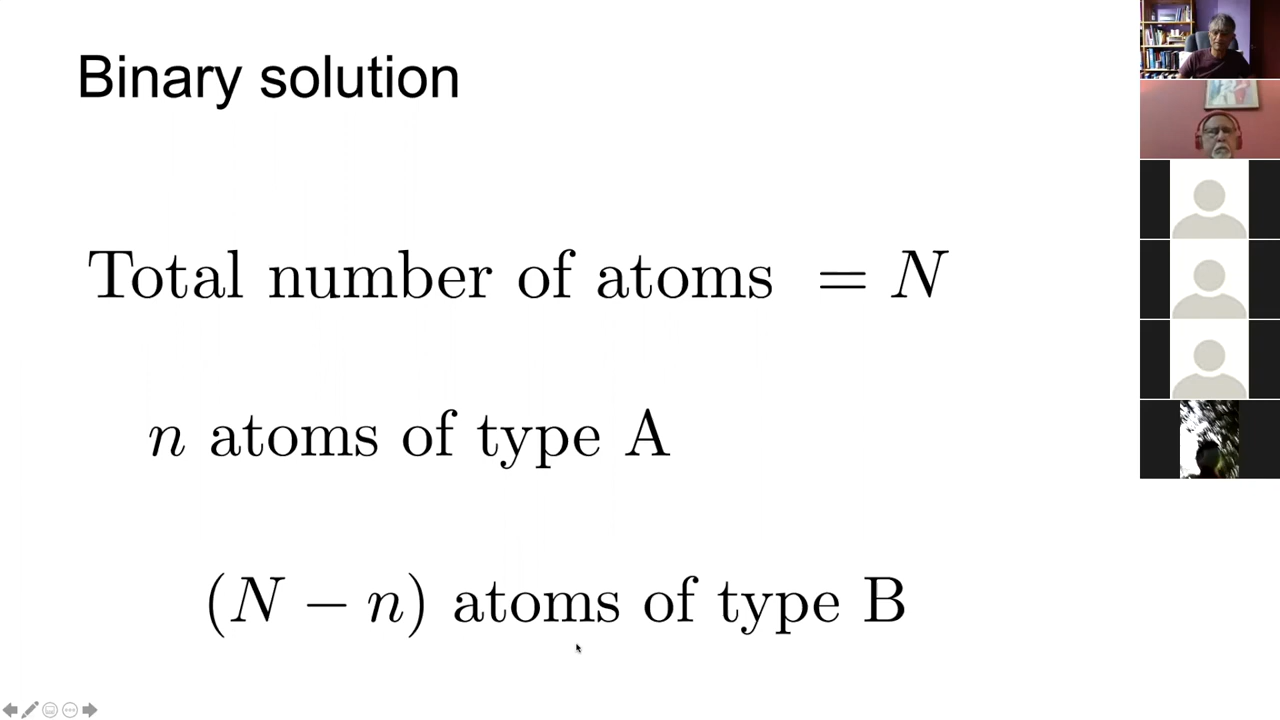 Binary solution
Total number of atoms = N
n atoms of type A
(N − n) atoms of type B